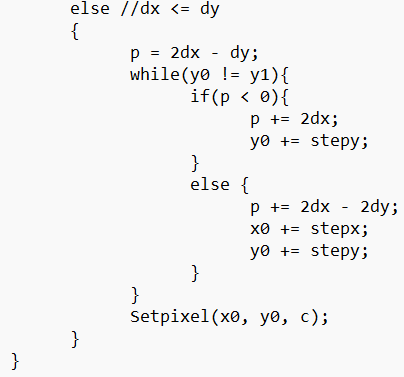 else //dx <= dy
{
p = 2dx - dy;
while(y0 != y1){
if(p < 0){
p += 2dx;
y0 += stepy;
}
else {
p += 2dx - 2dy;
x0 += stepx;
y0 += stepy;
}
}
Setpixel(x0, y0, c);
}
}